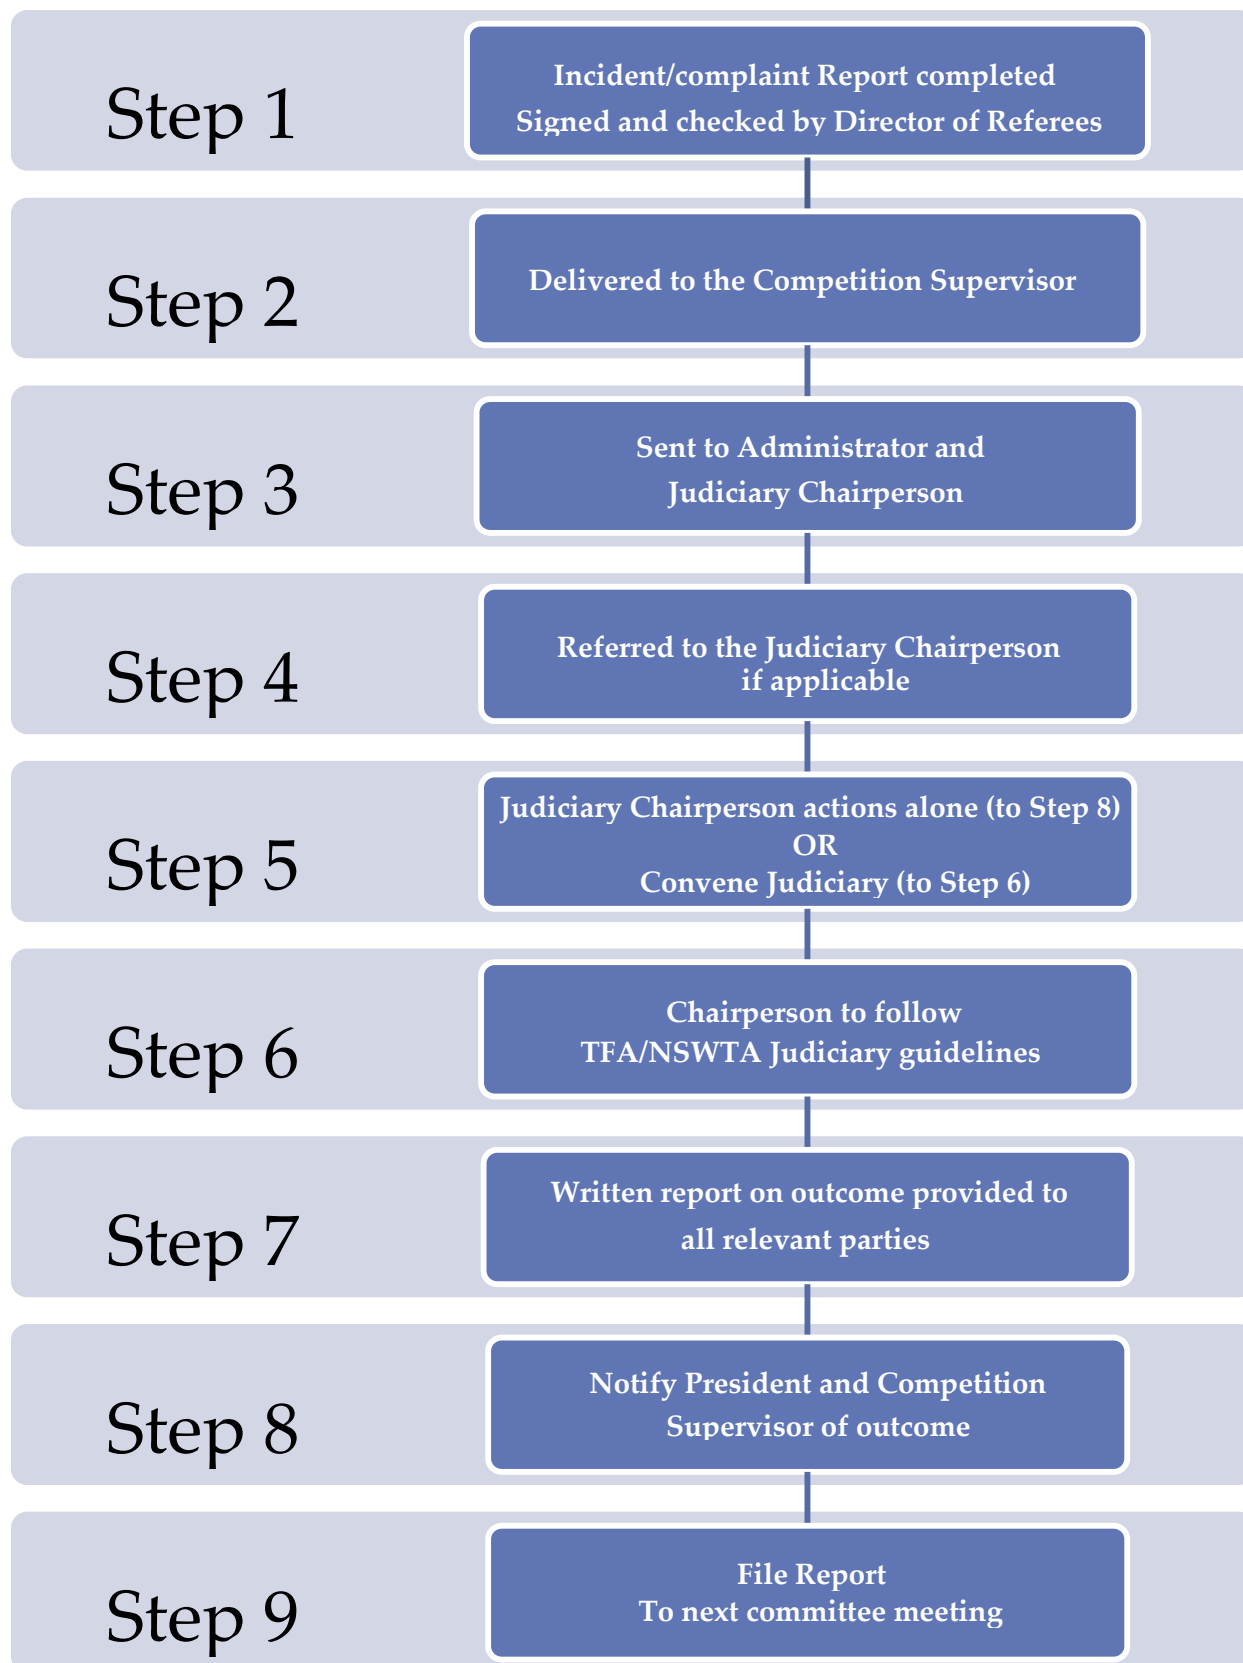 Step 1
Incident/complaint Report completed
Signed and checked by Director of Referees
Step 2
Delivered to the Competition Supervisor
Step 3
Sent to Administrator and
Judiciary Chairperson
Step 4
Referred to the Judiciary Chairperson
if applicable
Step 5
Judiciary Chairperson actions alone (to Step 8)
OR
Convene Judiciary (to Step 6)
Step 6
Chairperson to follow
TFA/NSWTA Judiciary guidelines
Step 7
Written report on outcome provided to
all relevant parties
Step 8
Notify President and Competition
Supervisor of outcome
Step 9
File Report
To next committee meeting